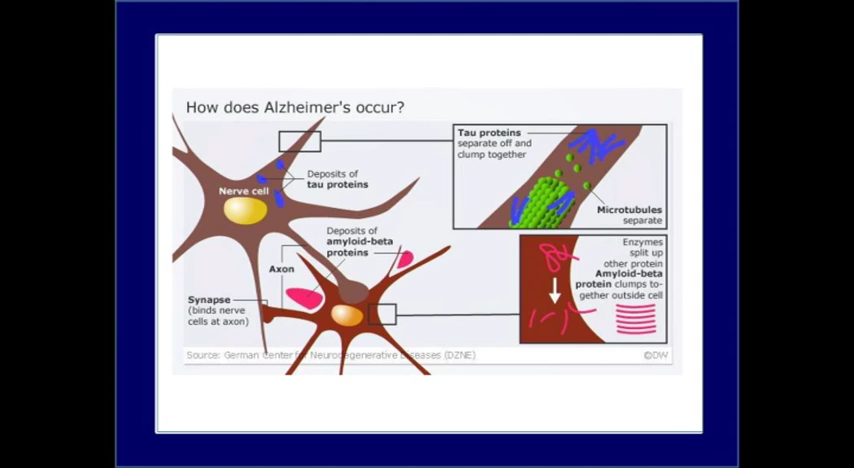 How does Alzheimer's occur?
Tau proteins
separate off and
clump together
Deposits of
tau proteins
Nerve cell
Microtubules
separate
Deposits of
amyloid-beta
proteins
Axon
Synapse
(binds nerve
cells at axon)
Enzymes
split up
other protein
Amyloid-beta
protein clumps to-
gether outside cell
Source: German Center for Neurodegenerative Diseases (DZNE)
©DW